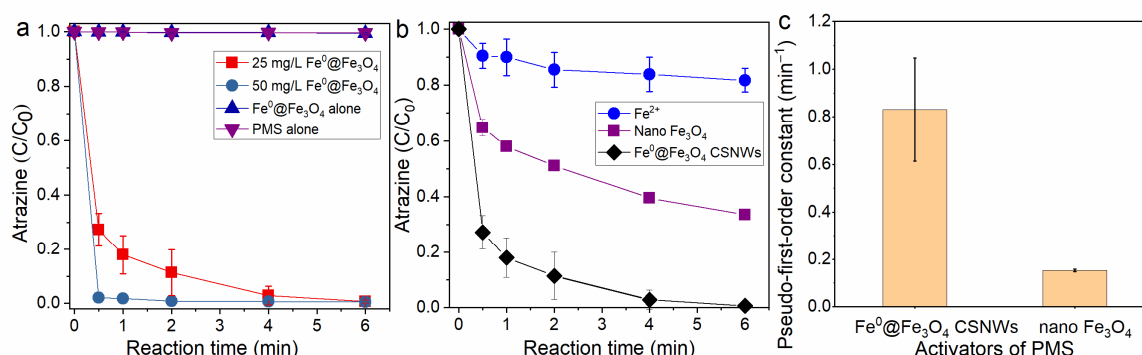 a
Atrazine (C/C₀)
1.0
0.8
0.6
0.4
0.2
0.0
25 mg/L Fe⁰@Fe₃O₄
50 mg/L Fe⁰@Fe₃O₄
Fe⁰@Fe₃O₄ alone
PMS alone
0 1 2 3 4 5 6
Reaction time (min)
b
Atrazine (C/C₀)
1.0
0.8
0.6
0.4
0.2
0.0
Fe²⁺
Nano Fe₃O₄
Fe⁰@Fe₃O₄ CSNWs
0 1 2 3 4 5 6
Reaction time (min)
c
Pseudo-first-order constant (min⁻¹)
1.2
1.0
0.8
0.6
0.4
0.2
0.0
Fe⁰@Fe₃O₄ CSNWs nano Fe₃O₄
Activators of PMS